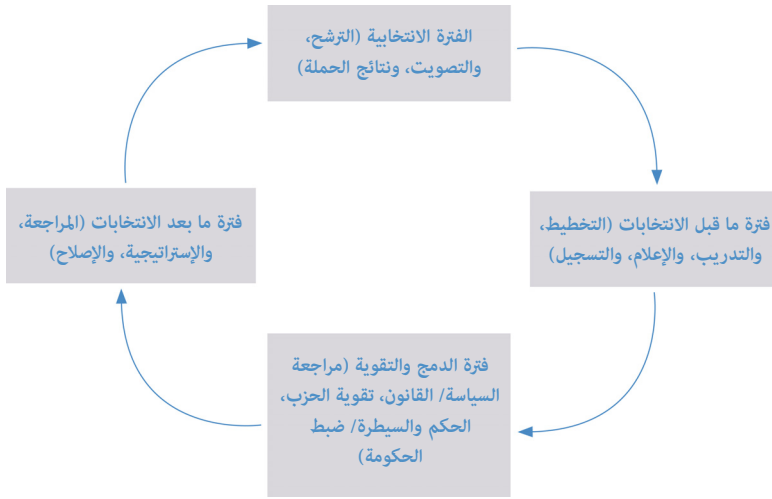 الفترة الانتخابية (الترشح،
والتصويت، ونتائج الحملة)
فترة ما قبل الانتخابات (التخطيط،
والتدريب، والإعلام، والتسجيل)
فترة الدمج والتقوية (مراجعة
السياسة/ القانون، تقوية الحزب،
الحكم والسيطرة/ ضبط
الحكومة)
فترة ما بعد الانتخابات (المراجعة،
والإستراتيجية، والإصلاح)